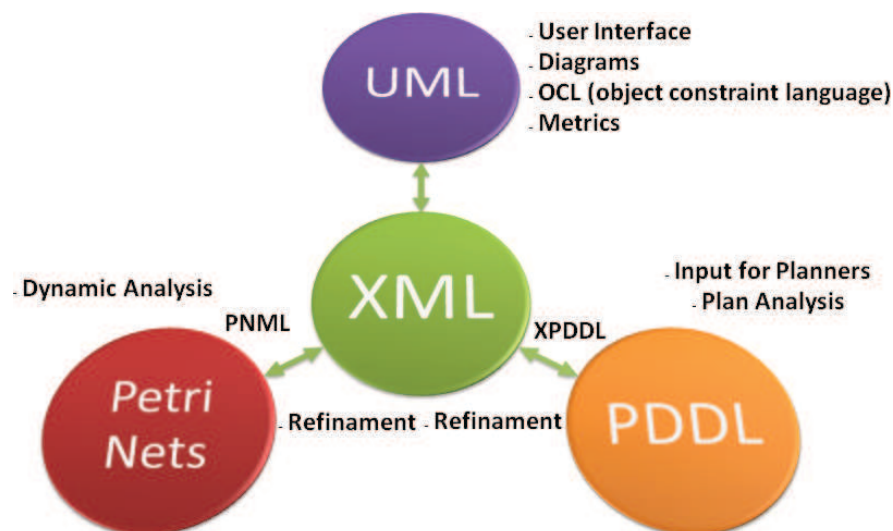 UML
- User Interface
- Diagrams
- OCL (object constraint language)
- Metrics
XML
- Dynamic Analysis
PNML
- Input for Planners
- Plan Analysis
XPDDL
Petri
Nets
- Refinament
- Refinament
PDDL